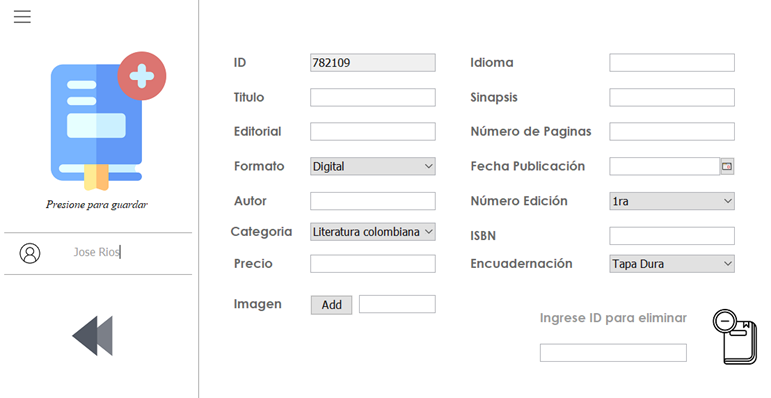 Presione para guardar
Jose Rios
ID 782109
Titulo
Editorial
Formato Digital
Autor
Categoria Literatura colombiana
Precio
Imagen Add
Idioma
Sinapsis
Número de Paginas
Fecha Publicación
Número Edición 1ra
ISBN
Encuadernación Tapa Dura
Ingrese ID para eliminar